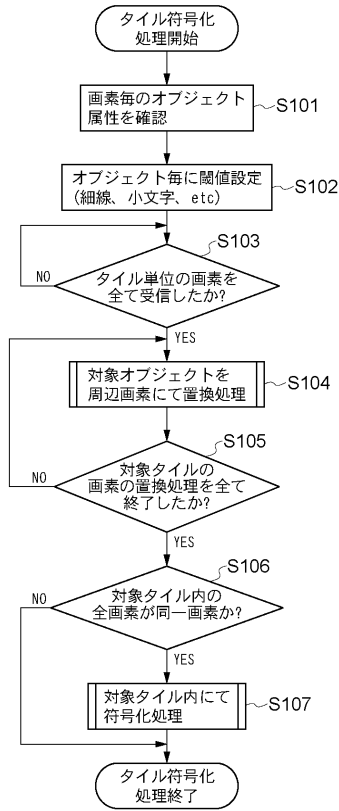 タイル符号化
処理開始
画素毎のオブジェクト
属性を確認
S101
オブジェクト毎に閾値設定
(細線、小文字、etc)
S102
S103
タイル単位の画素を
全て受信したか?
NO
YES
対象オブジェクトを
周辺画素にて置換処理
S104
S105
対象タイルの
画素の置換処理を全て
終了したか?
NO
YES
S106
対象タイル内の
全画素が同一画素か?
NO
YES
対象タイル内にて
符号化処理
S107
タイル符号化
処理終了